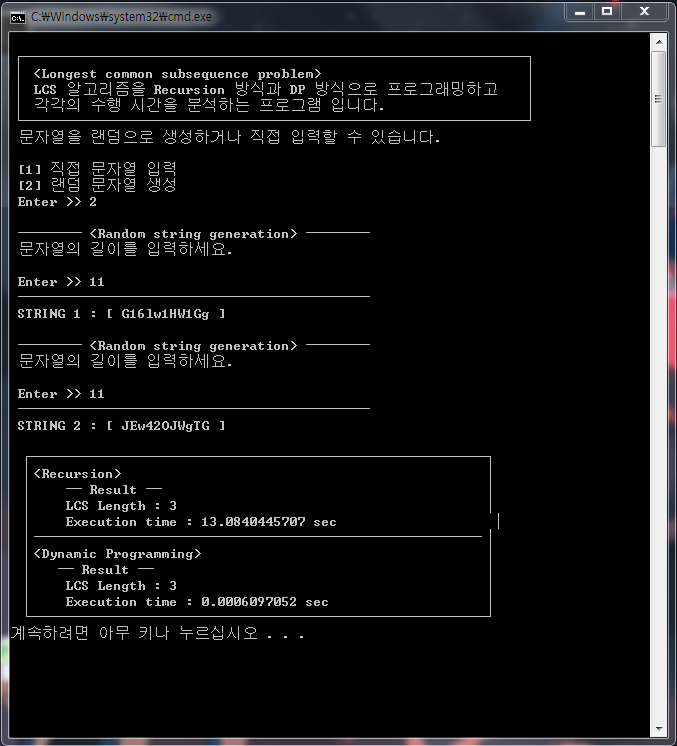 C:\Windows\system32\cmd.exe
<Longest common subsequence problem>
LCS 알고리즘을 Recursion 방식과 DP 방식으로 프로그래밍하고
각각의 수행 시간을 분석하는 프로그램 입니다.
문자열을 랜덤으로 생성하거나 직접 입력할 수 있습니다.
[1] 직접 문자열 입력
[2] 랜덤 문자열 생성
Enter >> 2
<Random string generation>
문자열의 길이를 입력하세요.
Enter >> 11
STRING 1 : [ G16lw1HW1Gg ]
<Random string generation>
문자열의 길이를 입력하세요.
Enter >> 11
STRING 2 : [ JEw42OJWgTG ]
<Recursion>
── Result ──
LCS Length : 3
Execution time : 13.0840445707 sec
<Dynamic Programming>
── Result ──
LCS Length : 3
Execution time : 0.0006097052 sec
계속하려면 아무 키나 누르십시오 . . .